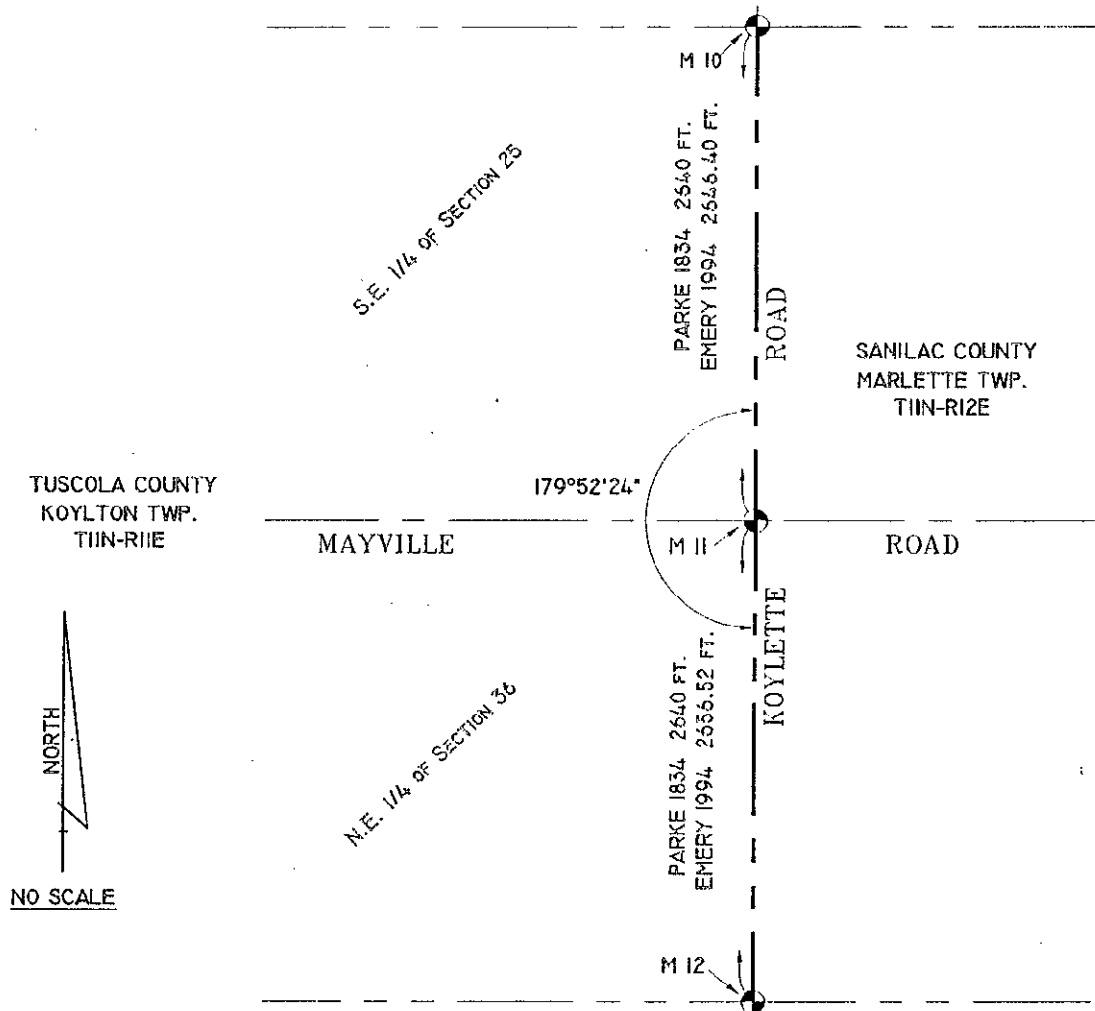 M 10
PARKE 1834 2640 FT.
EMERY 1994 2646.40 FT.
S.E. 1/4 OF SECTION 25
ROAD
SANILAC COUNTY
MARLETTE TWP.
T11N-R12E
TUSCOLA COUNTY
KOYLTON TWP.
T11N-R11E
179°52'24"
MAYVILLE
M 11
ROAD
KOYLETTE
PARKE 1834 2640 FT.
EMERY 1994 2636.52 FT.
N.E. 1/4 OF SECTION 36
NORTH
NO SCALE
M 12